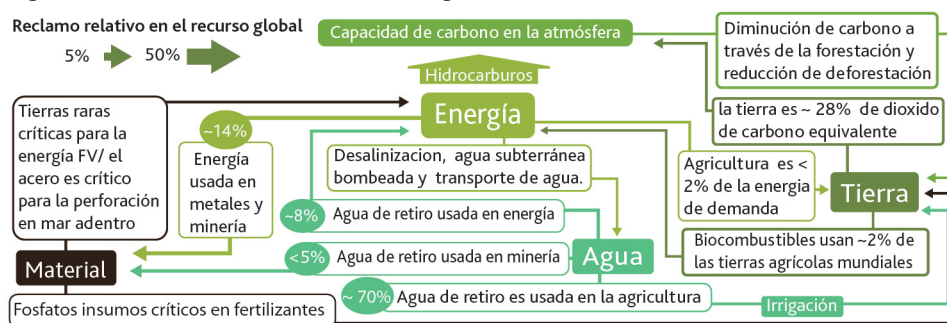 Reclamo relativo en el recurso global
5% 50%
Capacidad de carbono en la atmósfera
Diminución de carbono a
través de la forestación y
reducción de deforestación
Hidrocarburos
Energía
Tierras raras
críticas para la
energía FV/ el
acero es crítico
para la perforación
en mar adentro
~14%
Energía
usada en
metales y
minería
la tierra es ~ 28% de dioxido
de carbono equivalente
Desalinizacion, agua subterránea
bombeada y transporte de agua.
Agricultura es <
2% de la energia
de demanda
Tierra
~8% Agua de retiro usada en energía
Biocombustibles usan ~2% de
las tierras agrícolas mundiales
Material
<5% Agua de retiro usada en minería
Agua
~ 70% Agua de retiro es usada en la agricultura
Irrigación
Fosfatos insumos críticos en fertilizantes